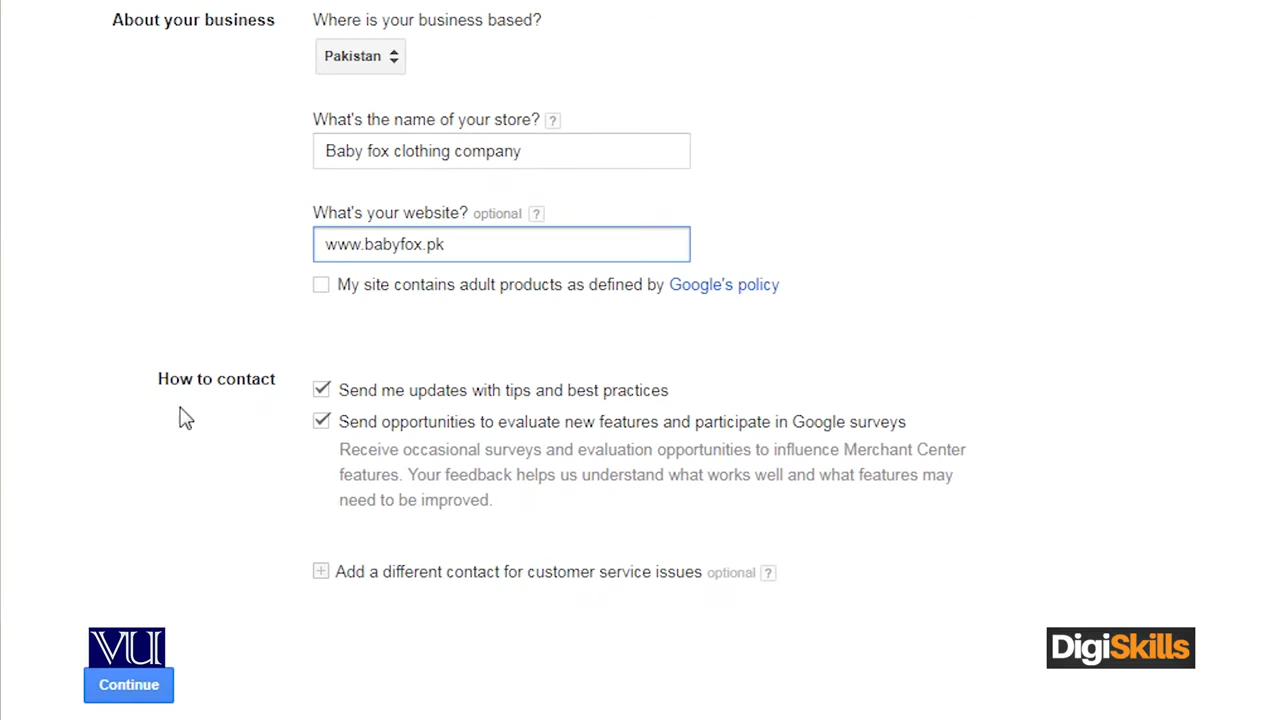 About your business
Where is your business based?
Pakistan
What's the name of your store? ?
Baby fox clothing company
What's your website? optional ?
www.babyfox.pk
My site contains adult products as defined by Google's policy
How to contact
Send me updates with tips and best practices
Send opportunities to evaluate new features and participate in Google surveys
Receive occasional surveys and evaluation opportunities to influence Merchant Center
features. Your feedback helps us understand what works well and what features may
need to be improved.
Add a different contact for customer service issues optional ?
VU
DigiSkills
Continue